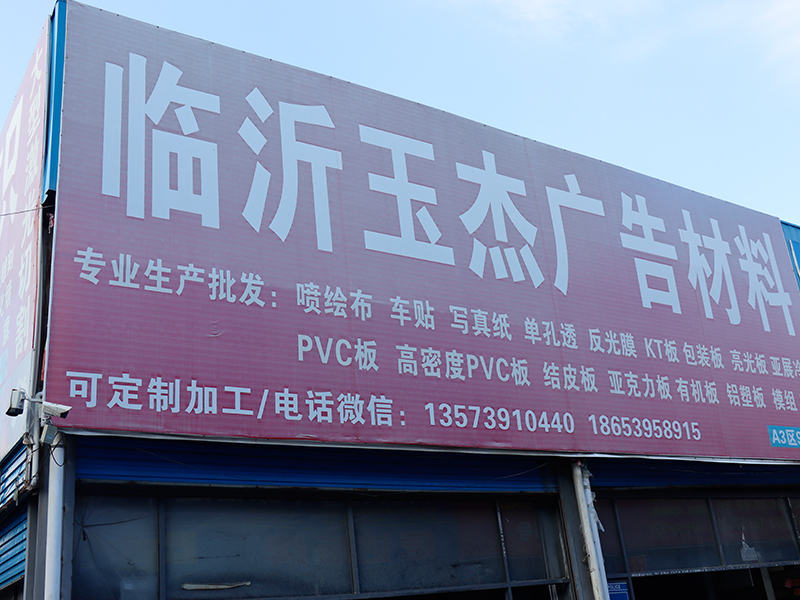 临沂玉杰广告材料
专业生产批发：喷绘布 车贴 写真纸 单孔透 反光膜 KT板 包装板 亮光板 亚展冷
PVC板 高密度PVC板 结皮板 亚克力板 有机板 铝塑板 模组
可定制加工/电话微信：13573910440 18653958915
A3区9